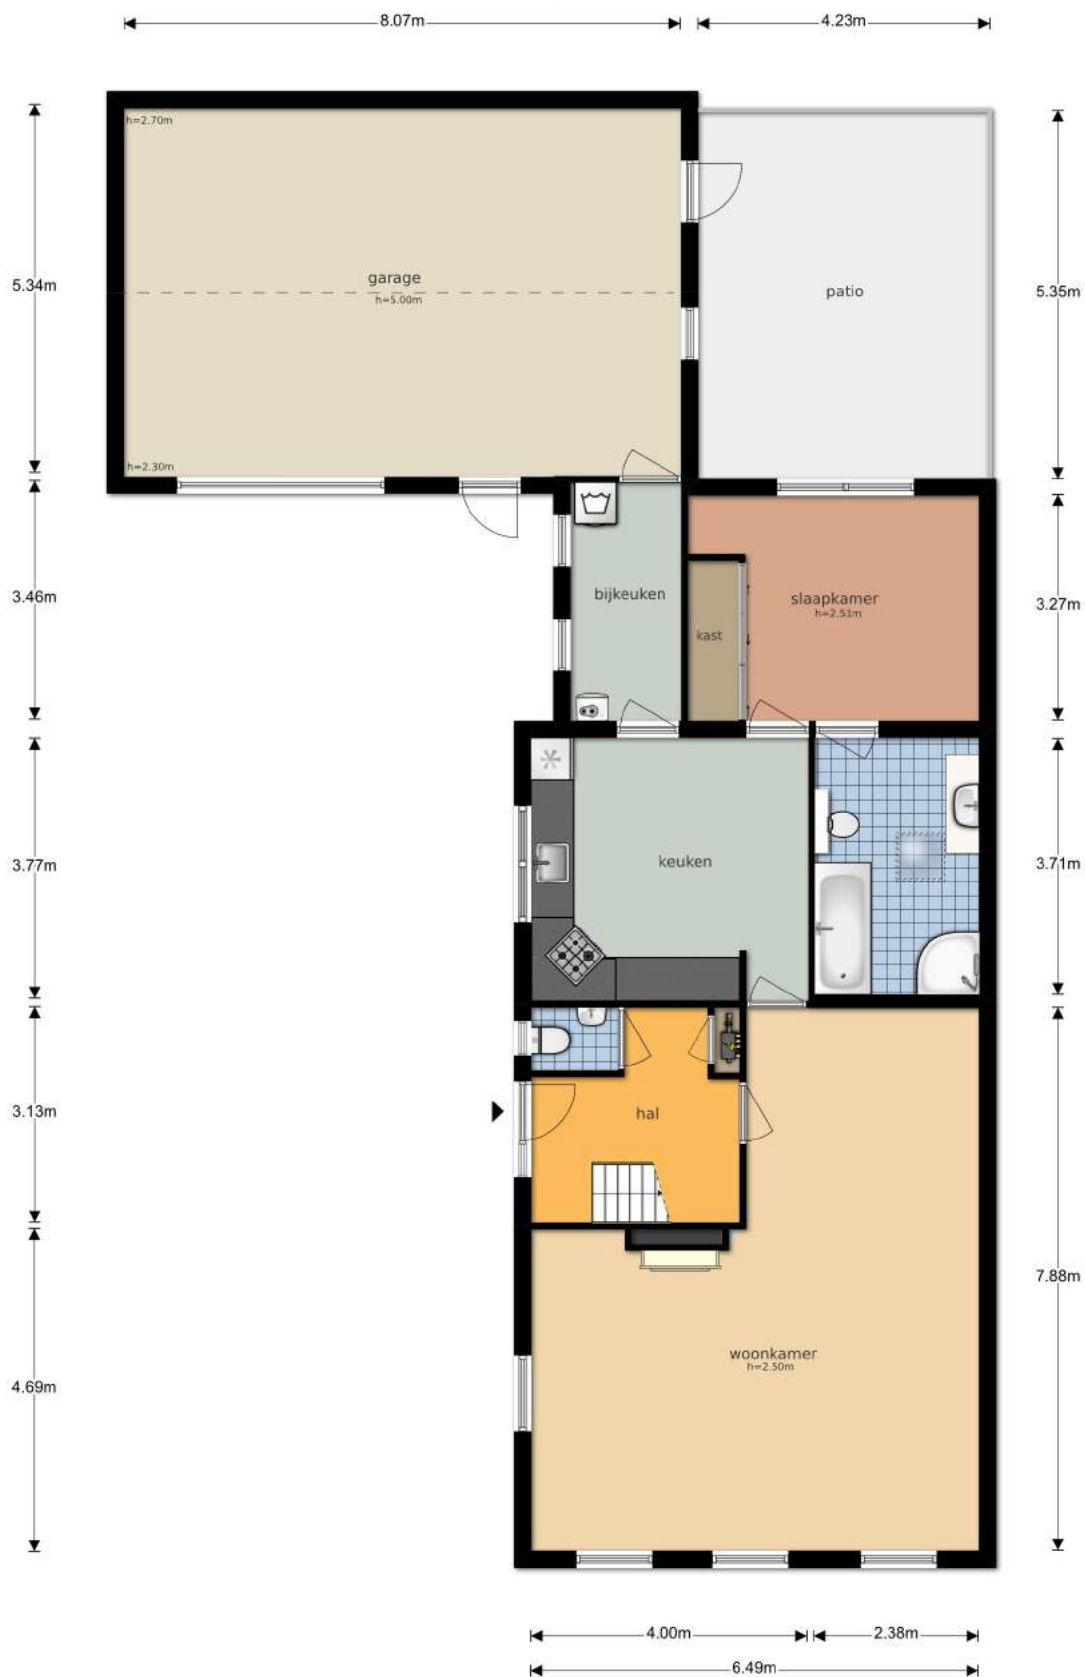 8.07m
4.23m
h=2.70m
garage
h=5.00m
h=2.30m
patio
5.34m
5.35m
bijkeuken
slaapkamer
h=2.51m
kast
3.46m
3.27m
keuken
3.77m
3.71m
hal
3.13m
woonkamer
h=2.50m
7.88m
4.69m
4.00m
2.38m
6.49m